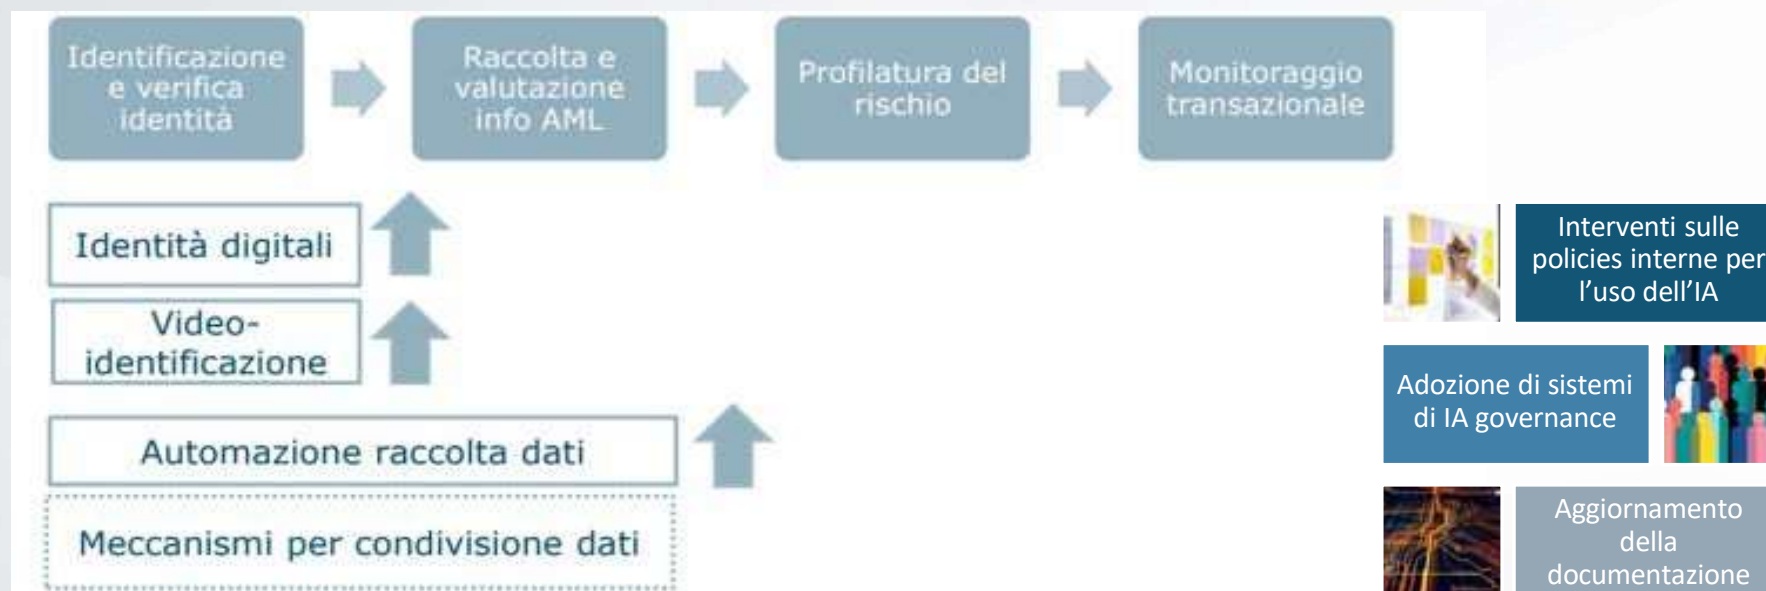 Identificazione
e verifica
identità
Raccolta e
valutazione
info AML
Profilatura del
rischio
Monitoraggio
transazionale
Identità digitali
Video-
identificazione
Automazione raccolta dati
Meccanismi per condivisione dati
Interventi sulle
policies interne per
l’uso dell’IA
Adozione di sistemi
di IA governance
Aggiornamento
della
documentazione